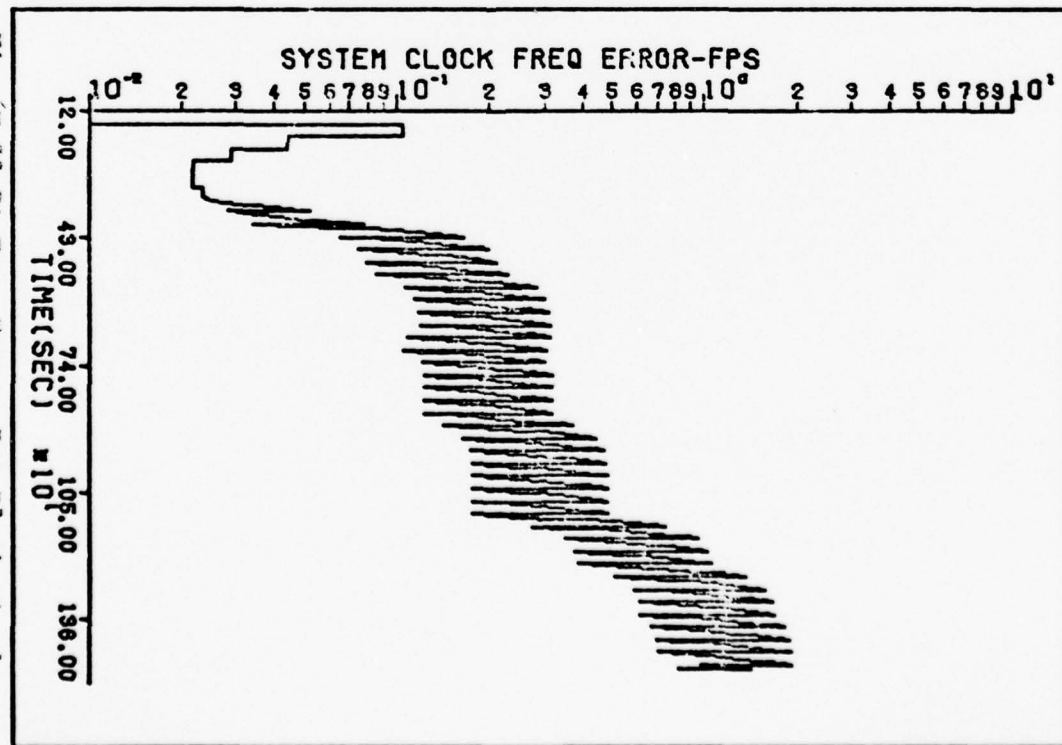 SYSTEM CLOCK FREQ ERROR-FPS
10⁻² 2 3 4 5 6 7 8 9 10⁻¹ 2 3 4 5 6 7 8 9 10⁰ 2 3 4 5 6 7 8 9 10¹
12.00 43.00 74.00 105.00 136.00
TIME(SEC) *10¹